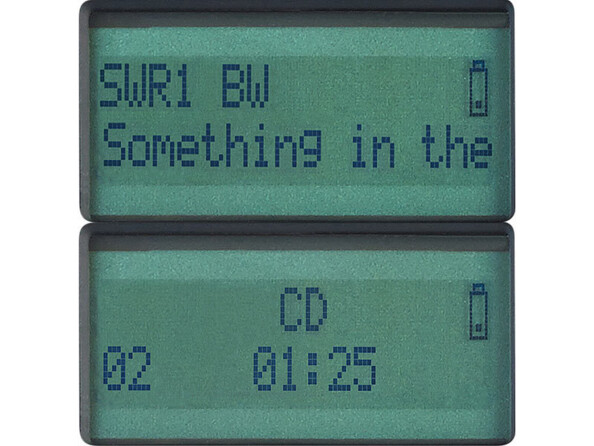 SWR1 BW
Something in the
CD
02 01:25